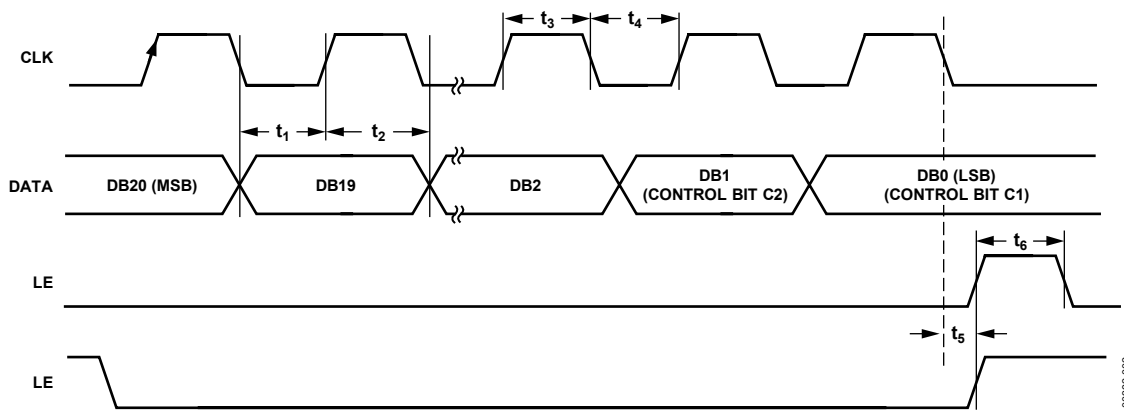 t3
t4
CLK
t1
t2
DATA
DB20 (MSB)
DB19
DB2
DB1
(CONTROL BIT C2)
DB0 (LSB)
(CONTROL BIT C1)
t6
LE
t5
LE